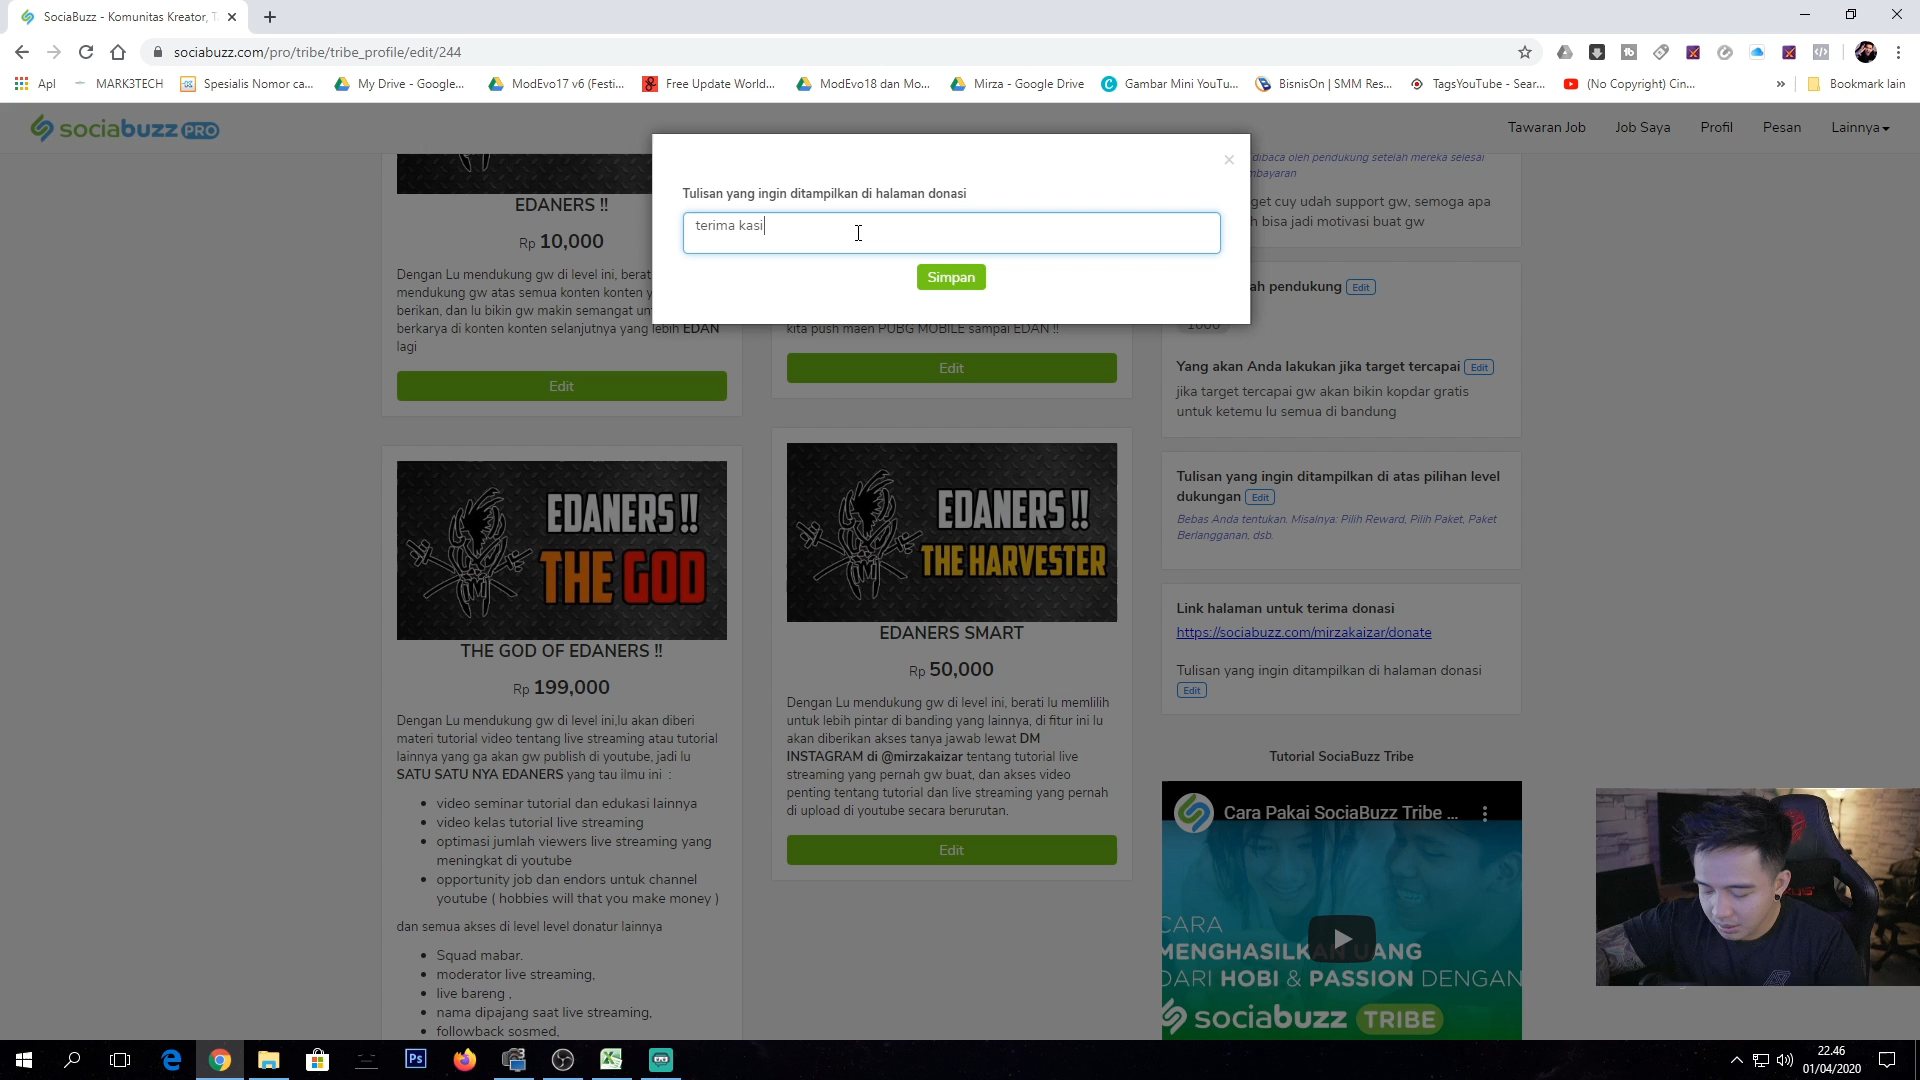 SociaBuzz - Komunitas Kreator, T
sociabuzz.com/pro/tribe/tribe_profile/edit/244
Apl
MARK3TECH
Spesialis Nomor ca...
My Drive - Google...
ModEvo17 v6 (Festi...
Free Update World...
ModEvo18 dan Mo...
Mirza - Google Drive
Gambar Mini YouTu...
BisnisOn | SMM Res...
TagsYouTube - Sear...
(No Copyright) Cin...
»
Bookmark lain
sociabuzz PRO
Tawaran Job
Job Saya
Profil
Pesan
Lainnya
×
Tulisan yang ingin ditampilkan di halaman donasi
terima kasi
Simpan
EDANERS !!
Rp 10,000
Dengan Lu mendukung gw di level ini, berat
mendukung gw atas semua konten konten y
berikan, dan lu bikin gw makin semangat un
berkarya di konten konten selanjutnya yang lebih EDAN
lagi
Edit
EDANERS !!
THE GOD
THE GOD OF EDANERS !!
Rp 199,000
Dengan Lu mendukung gw di level ini,lu akan diberi
materi tutorial video tentang live streaming atau tutorial
lainnya yang ga akan gw publish di youtube, jadi lu
SATU SATU NYA EDANERS yang tau ilmu ini :
• video seminar tutorial dan edukasi lainnya
• video kelas tutorial live streaming
• optimasi jumlah viewers live streaming yang
meningkat di youtube
• opportunity job dan endors untuk channel
youtube ( hobbies will that you make money )
dan semua akses di level level donatur lainnya
• Squad mabar.
• moderator live streaming,
• live bareng ,
• nama dipajang saat live streaming,
• followback sosmed,
kita push maen PUBG MOBILE sampai EDAN !!
Edit
EDANERS !!
THE HARVESTER
EDANERS SMART
Rp 50,000
Dengan Lu mendukung gw di level ini, berati lu memlilih
untuk lebih pintar di banding yang lainnya, di fitur ini lu
akan diberikan akses tanya jawab lewat DM
INSTAGRAM di @mirzakaizar tentang tutorial live
streaming yang pernah gw buat, dan akses video
penting tentang tutorial dan live streaming yang pernah
di upload di youtube secara berurutan.
Edit
dibaca oleh pendukung setelah mereka selesai
mbayaran
get cuy udah support gw, semoga apa
h bisa jadi motivasi buat gw
ah pendukung Edit
1000
Yang akan Anda lakukan jika target tercapai Edit
jika target tercapai gw akan bikin kopdar gratis
untuk ketemu lu semua di bandung
Tulisan yang ingin ditampilkan di atas pilihan level
dukungan Edit
Bebas Anda tentukan. Misalnya: Pilih Reward, Pilih Paket, Paket
Berlangganan, dsb.
Link halaman untuk terima donasi
https://sociabuzz.com/mirzakaizar/donate
Tulisan yang ingin ditampilkan di halaman donasi
Edit
Tutorial SociaBuzz Tribe
Cara Pakai SociaBuzz Tribe ...
CARA
MENGHASILKAN UANG
DARI HOBI & PASSION DENGAN
sociabuzz TRIBE
Ps
22.46
01/04/2020